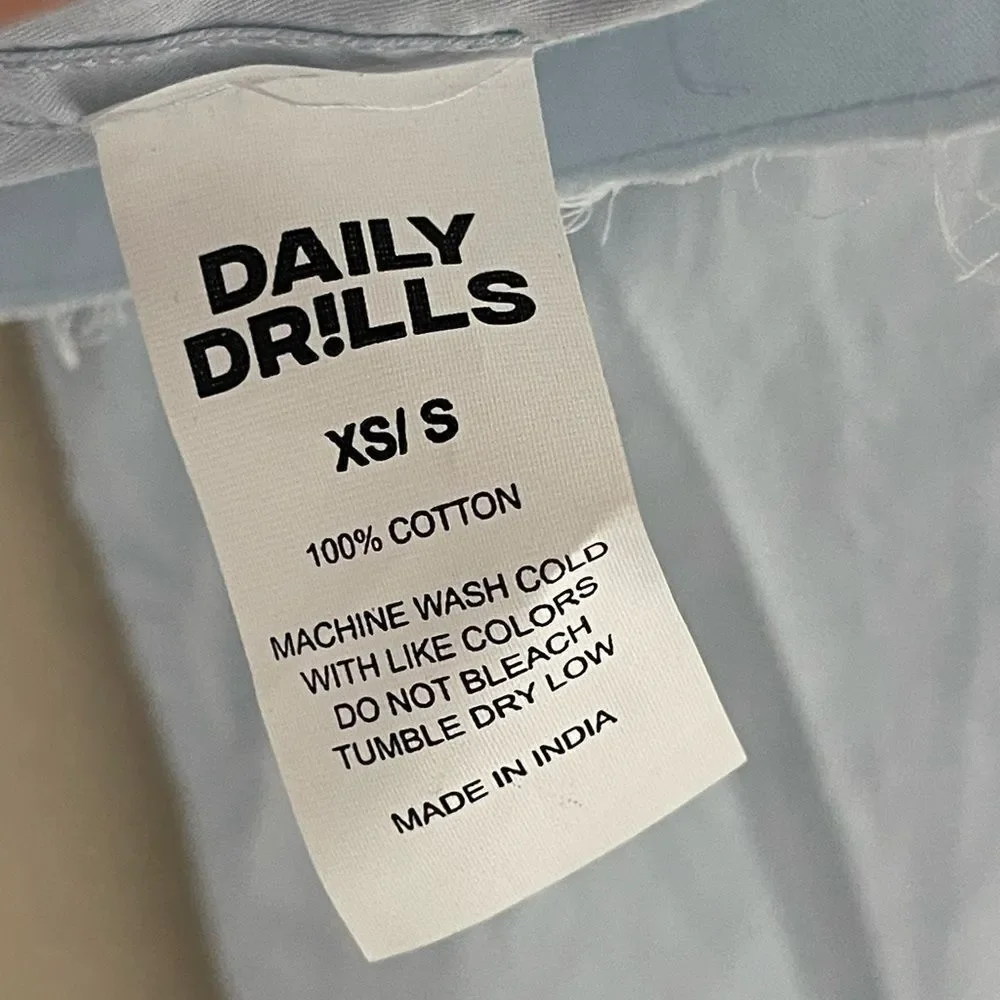 DAILY
DR!LLS
XS/ S
100% COTTON
MACHINE WASH COLD
WITH LIKE COLORS
DO NOT BLEACH
TUMBLE DRY LOW
MADE IN INDIA